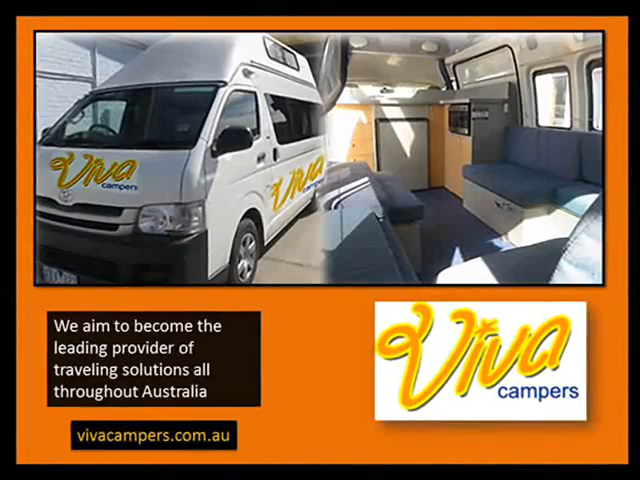 Viva
campers
Viva
campers
We aim to become the
leading provider of
traveling solutions all
throughout Australia
vivacampers.com.au
Viva
campers